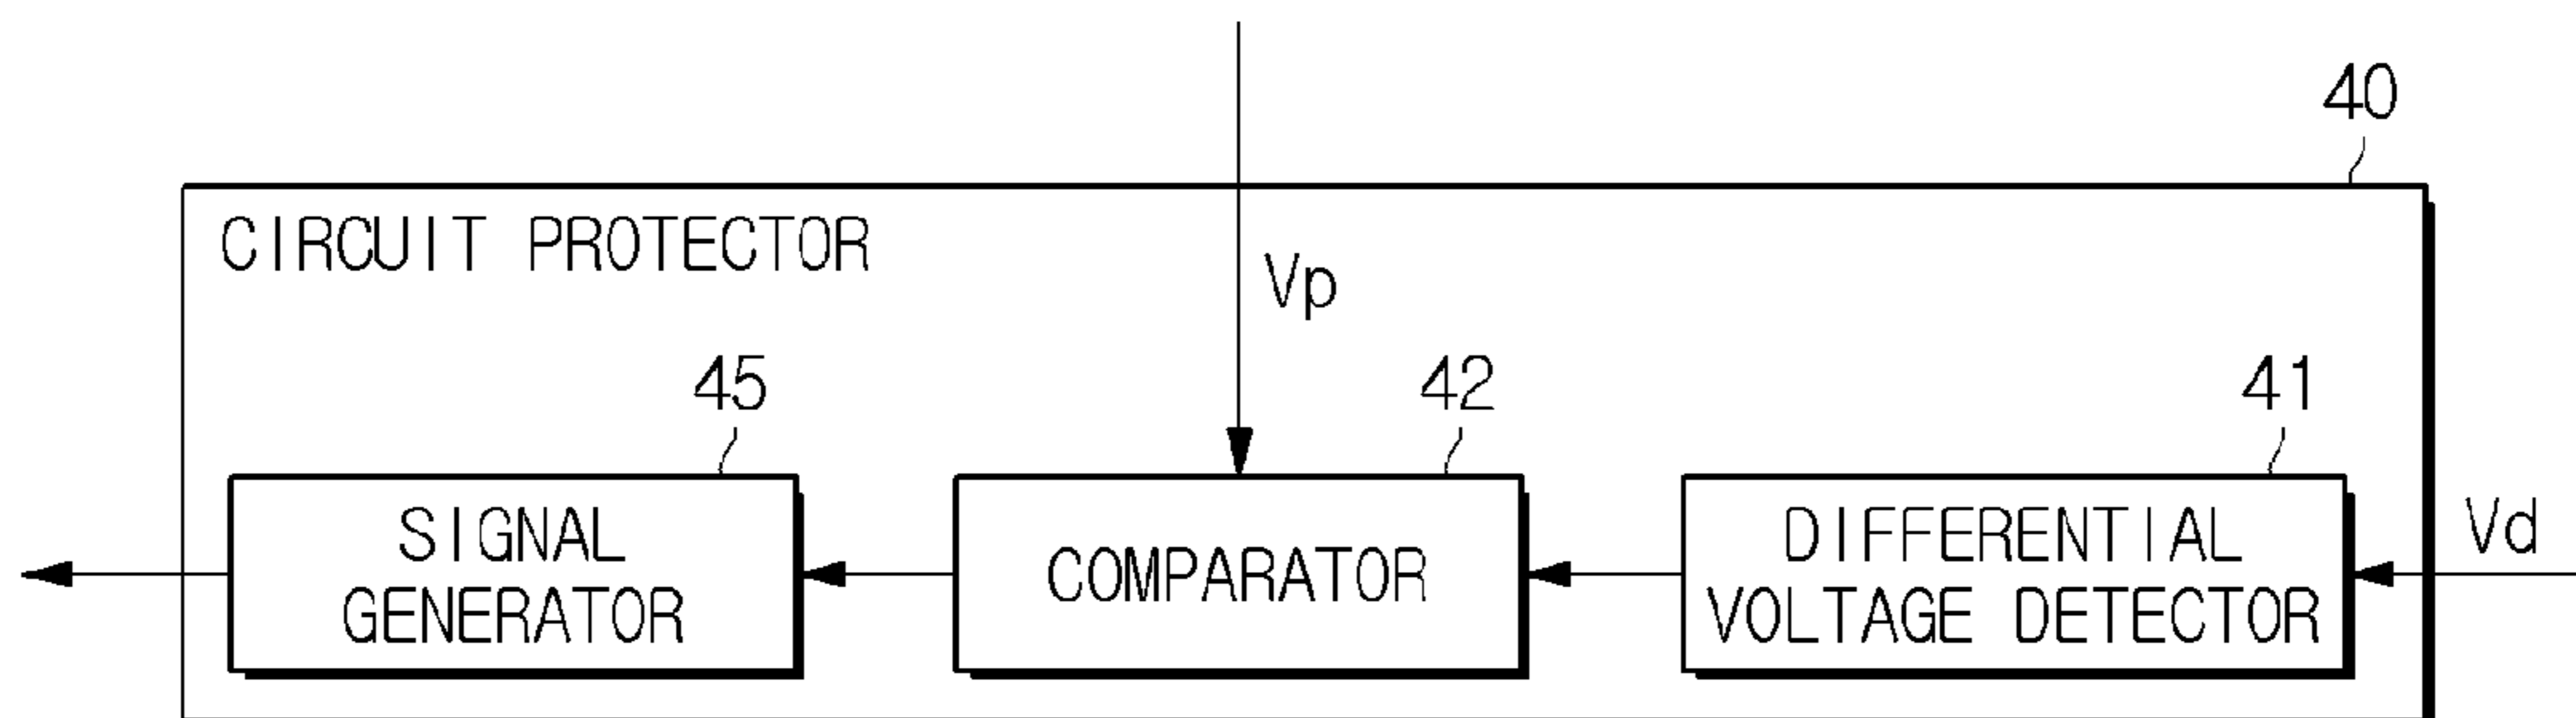 40
CIRCUIT PROTECTOR
Vp
45
42
41
SIGNAL
GENERATOR
COMPARATOR
DIFFERENTIAL
VOLTAGE DETECTOR
Vd